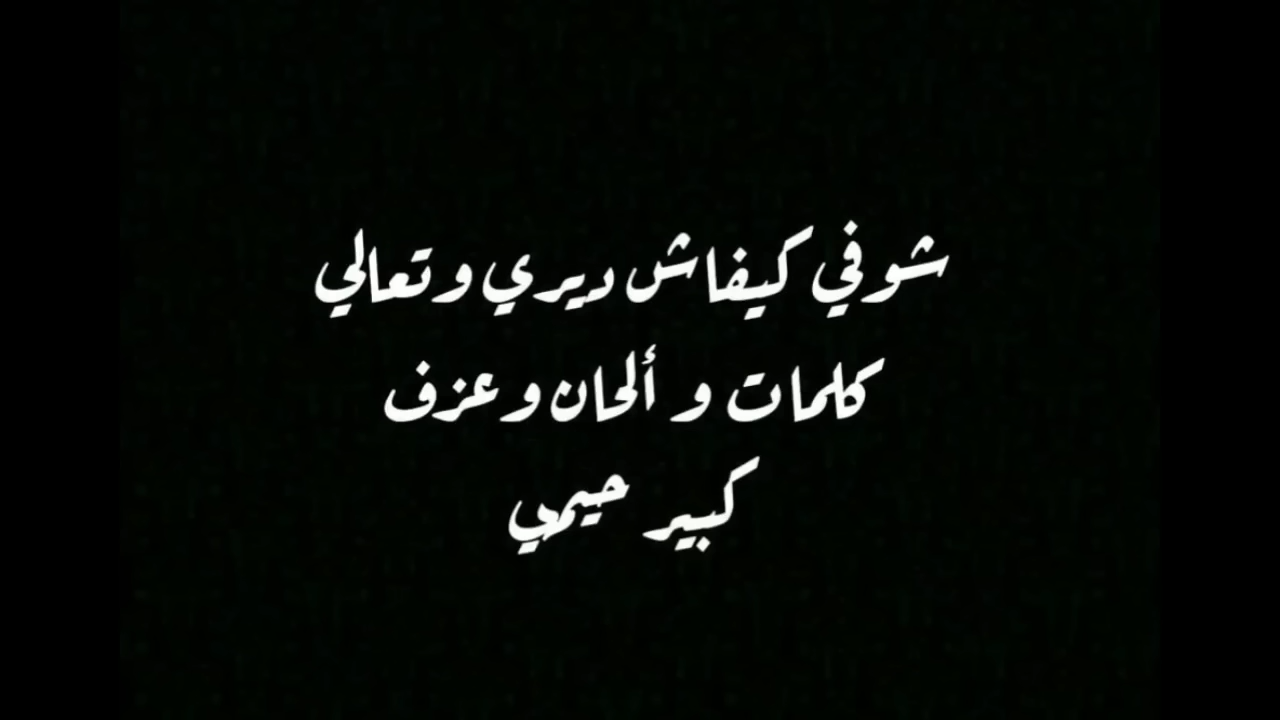 شوفي كيفاش ديري وتعالي
كلمات و ألحان وعزف
كبير حيمي